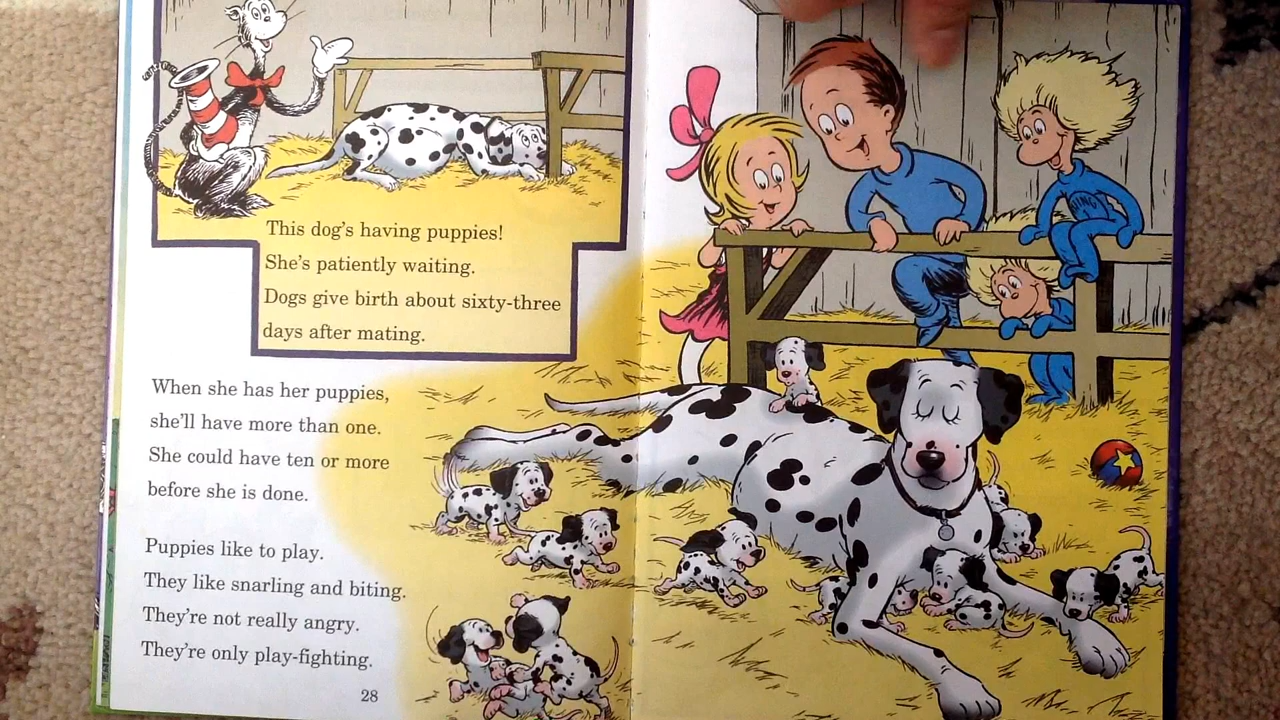 This dog's having puppies!
She's patiently waiting.
Dogs give birth about sixty-three
days after mating.
When she has her puppies,
she'll have more than one.
She could have ten or more
before she is done.
Puppies like to play.
They like snarling and biting.
They're not really angry.
They're only play-fighting.
28